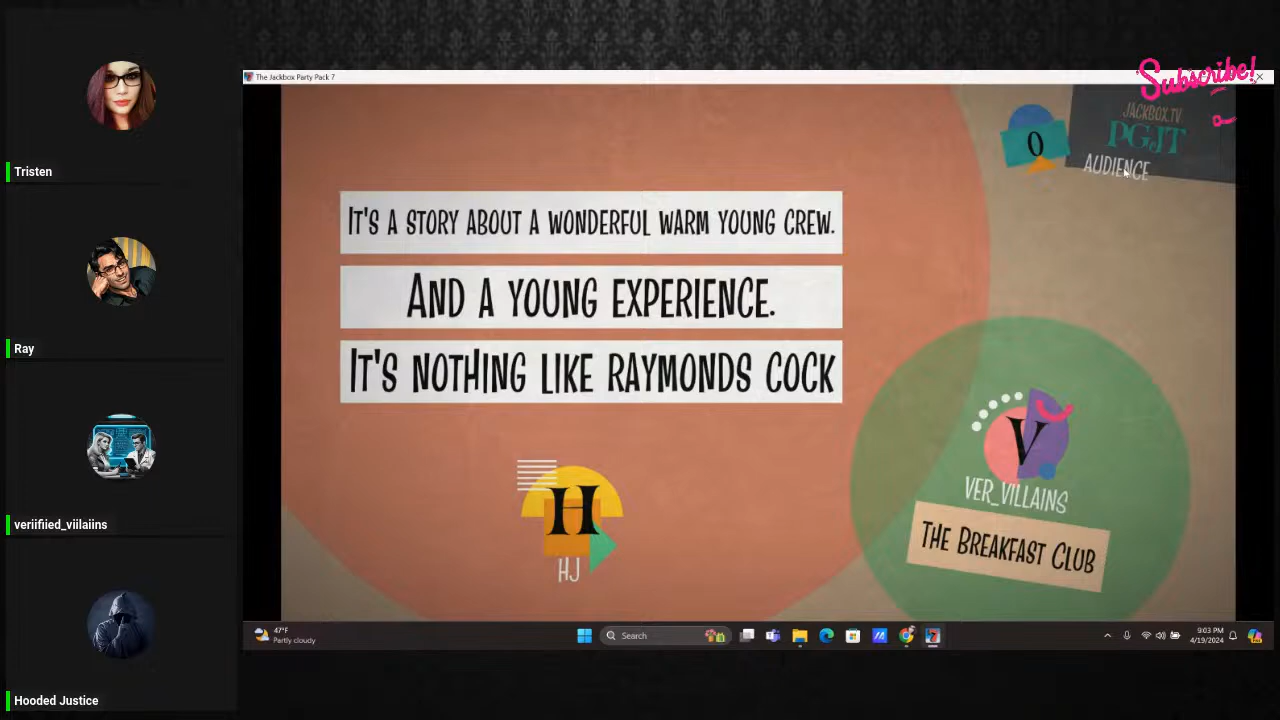 Tristen
Ray
veriifiied_viilaiins
Hooded Justice
The Jackbox Party Pack 7
Subscribe!
JACKBOX.TV
PGJT
AUDIENCE
0
IT'S A STORY ABOUT A WONDERFUL WARM YOUNG CREW.
AND A YOUNG EXPERIENCE.
IT'S NOTHING LIKE RAYMONDS COCK
H
HJ
V
VER_VILLAINS
THE BREAKFAST CLUB
47°F
Partly cloudy
Search
9:03 PM
4/19/2024